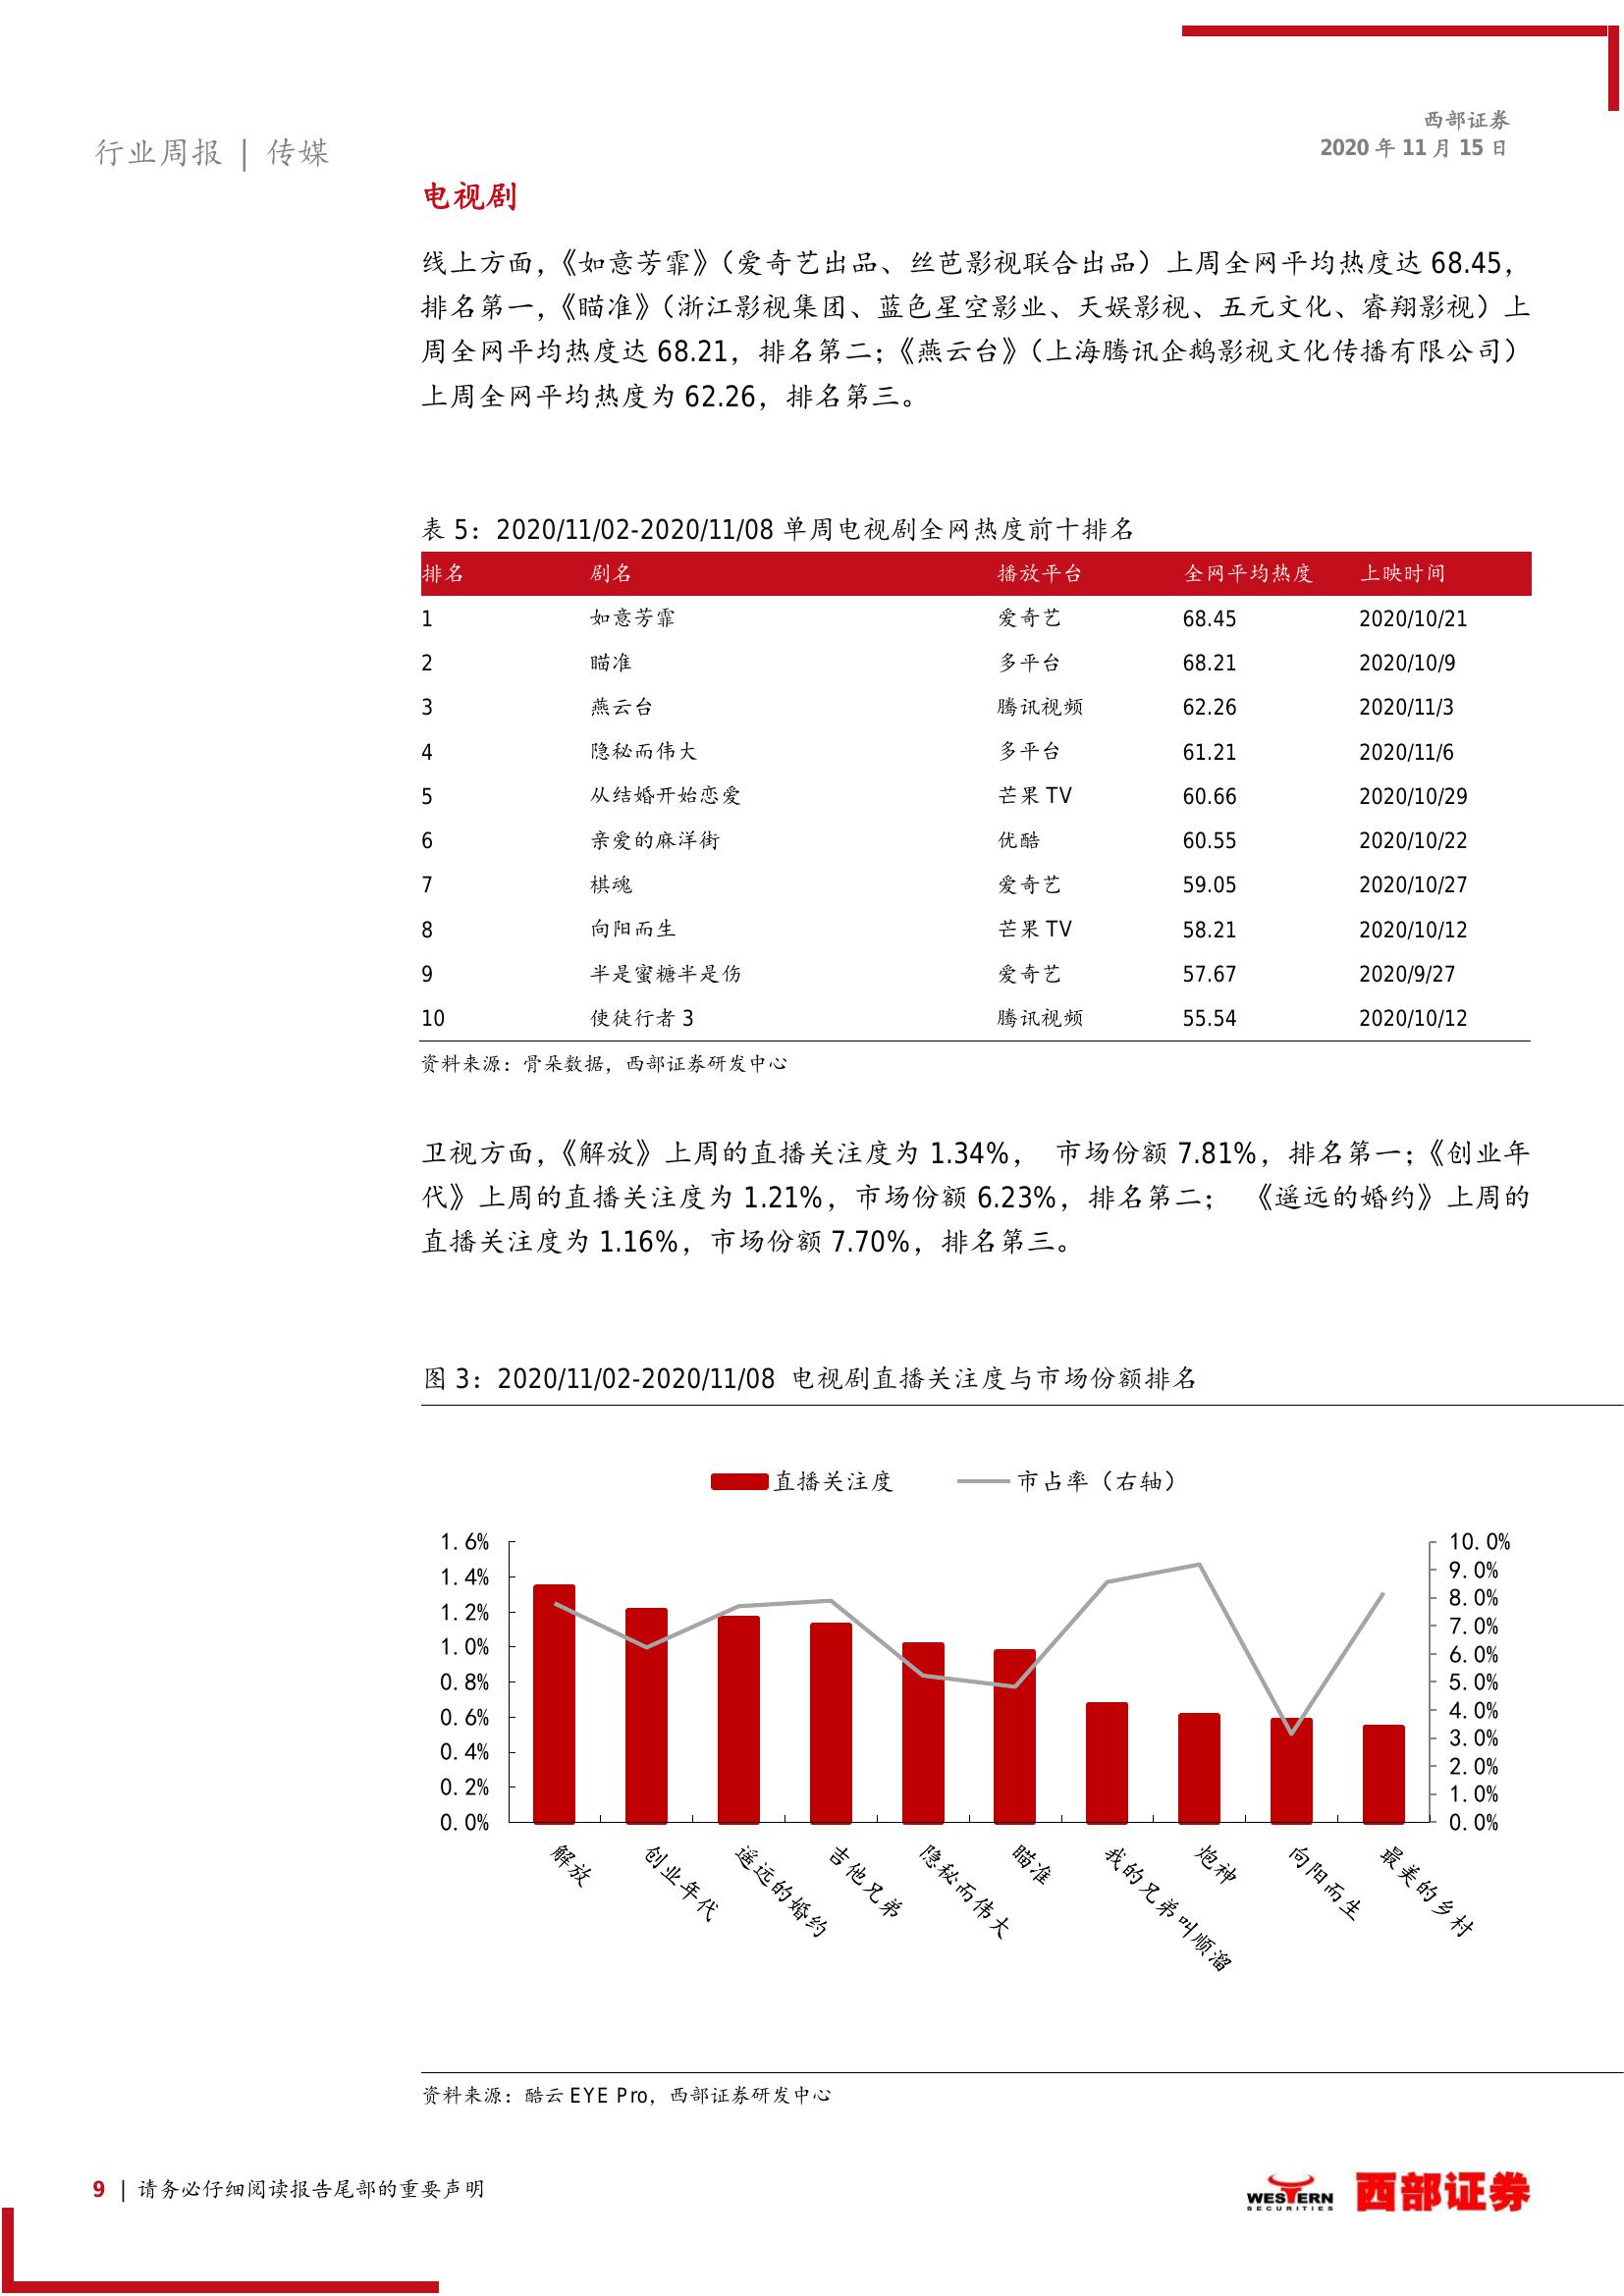 西部证券
2020 年 11 月 15 日
行业周报 | 传媒
电视剧
线上方面，《如意芳霏》（爱奇艺出品、丝芭影视联合出品）上周全网平均热度达 68.45，
排名第一，《瞄准》（浙江影视集团、蓝色星空影业、天娱影视、五元文化、睿翔影视）上
周全网平均热度达 68.21，排名第二；《燕云台》（上海腾讯企鹅影视文化传播有限公司）
上周全网平均热度为 62.26，排名第三。
表 5：2020/11/02-2020/11/08 单周电视剧全网热度前十排名
排名 剧名 播放平台 全网平均热度 上映时间
1 如意芳霏 爱奇艺 68.45 2020/10/21
2 瞄准 多平台 68.21 2020/10/9
3 燕云台 腾讯视频 62.26 2020/11/3
4 隐秘而伟大 多平台 61.21 2020/11/6
5 从结婚开始恋爱 芒果 TV 60.66 2020/10/29
6 亲爱的麻洋街 优酷 60.55 2020/10/22
7 棋魂 爱奇艺 59.05 2020/10/27
8 向阳而生 芒果 TV 58.21 2020/10/12
9 半是蜜糖半是伤 爱奇艺 57.67 2020/9/27
10 使徒行者 3 腾讯视频 55.54 2020/10/12
资料来源：骨朵数据，西部证券研发中心
卫视方面，《解放》上周的直播关注度为 1.34%， 市场份额 7.81%，排名第一；《创业年
代》上周的直播关注度为 1.21%，市场份额 6.23%，排名第二； 《遥远的婚约》上周的
直播关注度为 1.16%，市场份额 7.70%，排名第三。
图 3：2020/11/02-2020/11/08 电视剧直播关注度与市场份额排名
直播关注度 市占率（右轴）
1.6%
1.4%
1.2%
1.0%
0.8%
0.6%
0.4%
0.2%
0.0%
10.0%
9.0%
8.0%
7.0%
6.0%
5.0%
4.0%
3.0%
2.0%
1.0%
0.0%
解放
创业年代
遥远的婚约
吉他兄弟
隐秘而伟大
瞄准
我的兄弟叫顺溜
炮神
向阳而生
最美的乡村
资料来源：酷云 EYE Pro，西部证券研发中心
9 | 请务必仔细阅读报告尾部的重要声明
WESTERN
SECURITIES
西部证券